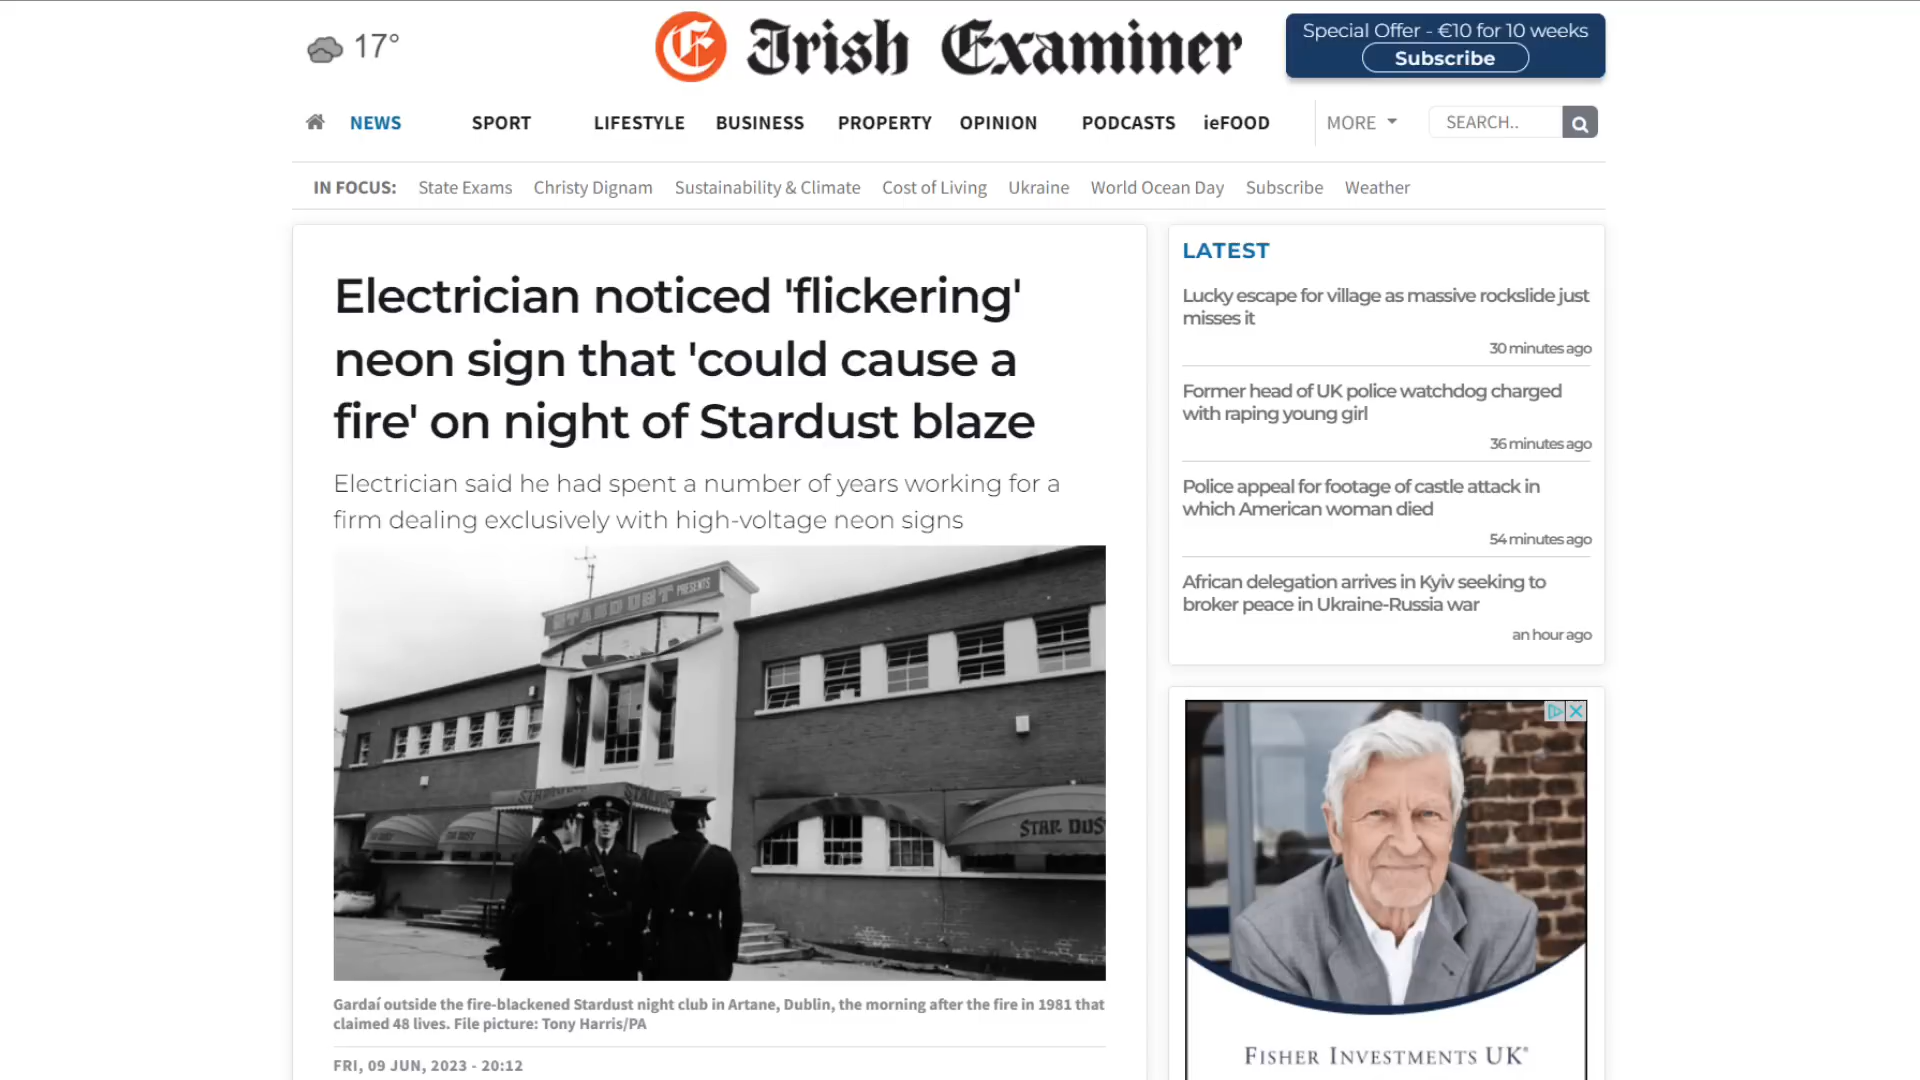 17°
Irish Examiner
Special Offer - €10 for 10 weeks
Subscribe
NEWS SPORT LIFESTYLE BUSINESS PROPERTY OPINION PODCASTS ieFOOD MORE SEARCH..
IN FOCUS: State Exams Christy Dignam Sustainability & Climate Cost of Living Ukraine World Ocean Day Subscribe Weather
Electrician noticed 'flickering'
neon sign that 'could cause a
fire' on night of Stardust blaze
Electrician said he had spent a number of years working for a
firm dealing exclusively with high-voltage neon signs
STARDUST PRESENTS
STAR DUST
STAR DUS
Gardaí outside the fire-blackened Stardust night club in Artane, Dublin, the morning after the fire in 1981 that
claimed 48 lives. File picture: Tony Harris/PA
FRI, 09 JUN, 2023 - 20:12
LATEST
Lucky escape for village as massive rockslide just
misses it
30 minutes ago
Former head of UK police watchdog charged
with raping young girl
36 minutes ago
Police appeal for footage of castle attack in
which American woman died
54 minutes ago
African delegation arrives in Kyiv seeking to
broker peace in Ukraine-Russia war
an hour ago
FISHER INVESTMENTS UK®